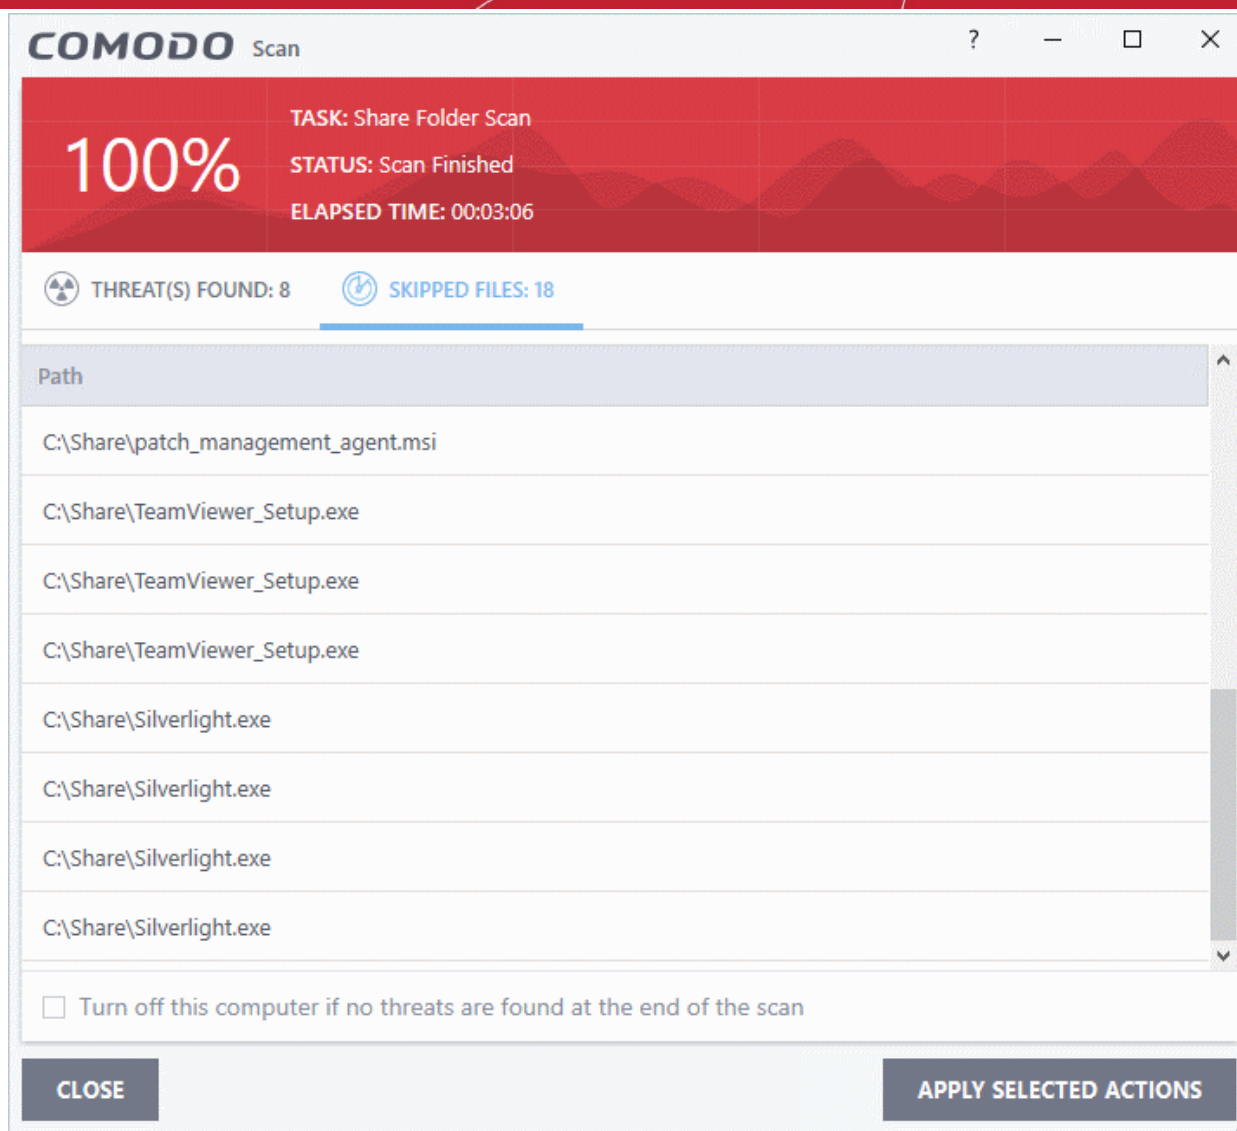 COMODO Scan ?
100%
TASK: Share Folder Scan
STATUS: Scan Finished
ELAPSED TIME: 00:03:06
THREAT(S) FOUND: 8 SKIPPED FILES: 18
Path
C:\Share\patch_management_agent.msi
C:\Share\TeamViewer_Setup.exe
C:\Share\TeamViewer_Setup.exe
C:\Share\TeamViewer_Setup.exe
C:\Share\Silverlight.exe
C:\Share\Silverlight.exe
C:\Share\Silverlight.exe
C:\Share\Silverlight.exe
Turn off this computer if no threats are found at the end of the scan
CLOSE APPLY SELECTED ACTIONS